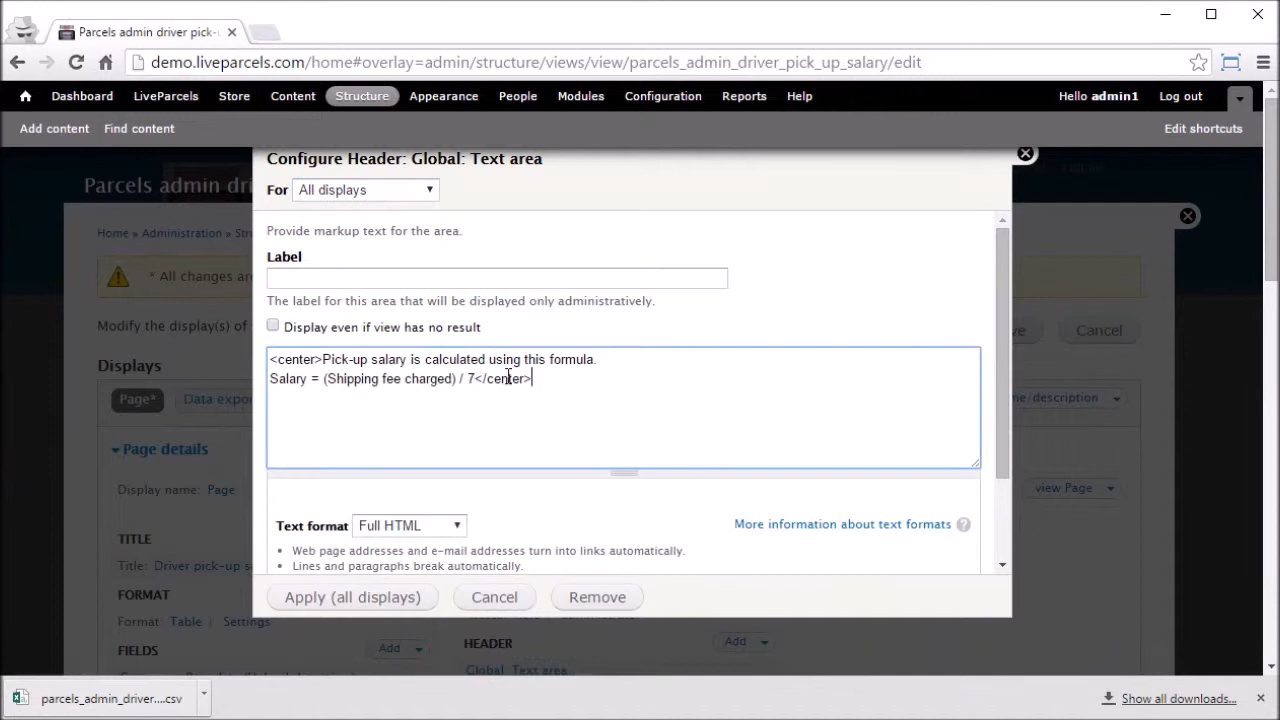 Parcels admin driver pick-
demo.liveparcels.com/home#overlay=admin/structure/views/view/parcels_admin_driver_pick_up_salary/edit
Dashboard LiveParcels Store Content Structure Appearance People Modules Configuration Reports Help Hello admin1 Log out
Add content Find content Edit shortcuts
Configure Header: Global: Text area
Parcels admin dri
For All displays
Provide markup text for the area.
Home » Administration » Str
Label
* All changes are
The label for this area that will be displayed only administratively.
Modify the display(s) of Display even if view has no result Cancel
Displays
<center>Pick-up salary is calculated using this formula.
Salary = (Shipping fee charged) / 7</center>
Page* Data expor me/description
Page details
Display name: Page view Page
Text format Full HTML More information about text formats ?
TITLE
Web page addresses and e-mail addresses turn into links automatically.
Title: Driver pick-up s Lines and paragraphs break automatically.
FORMAT
Apply (all displays) Cancel Remove
Format: Table Settings
FIELDS Add HEADER Add
Global: Text area
parcels_admin_driver....csv Show all downloads...